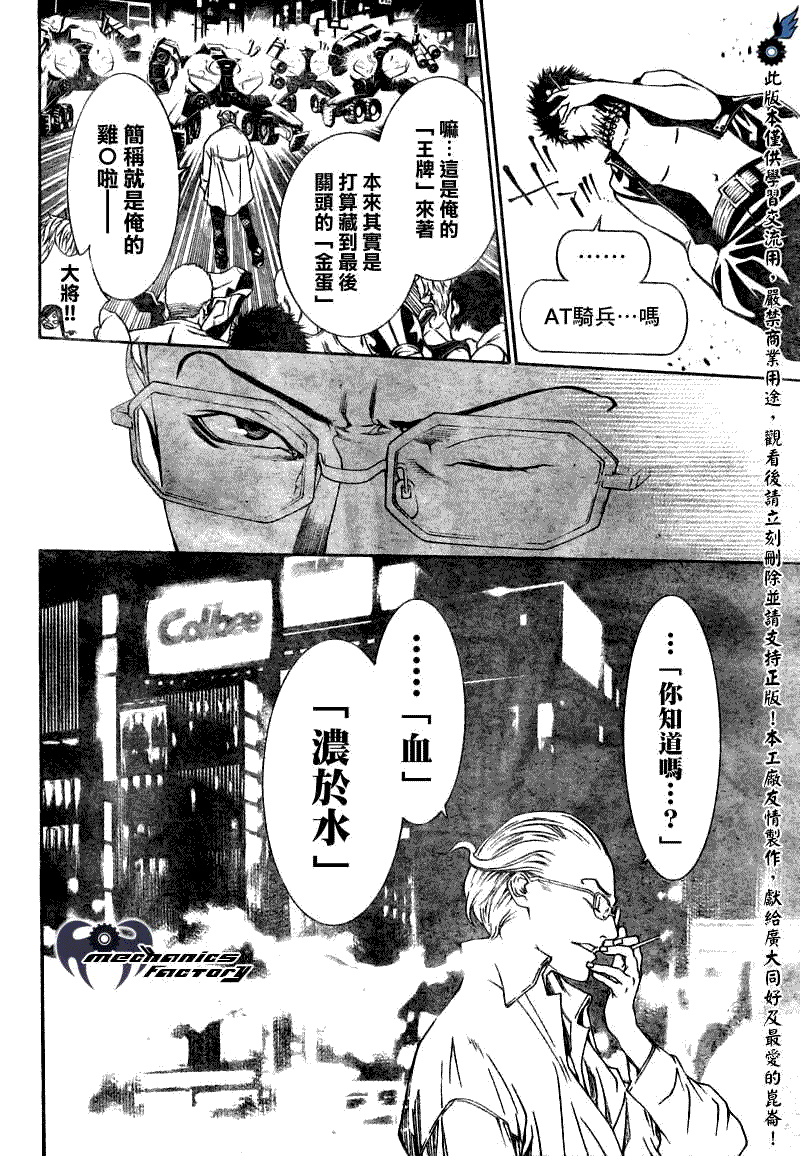 ……
AT騎兵…嗎
嘛…這是俺的
「王牌」來著
本來其實是
打算藏到最後
關頭的「金蛋」
簡稱就是俺的
雞〇啦——
大將!!
…「你知道嗎…?」
……「血」
「濃於水」
Calbee
mechanics
factory
此版本僅供學習交流用，嚴禁商業用途，觀看後請立刻刪除並請支持正版！本工廠友情製作，獻給廣大同好及最愛的崑崙！